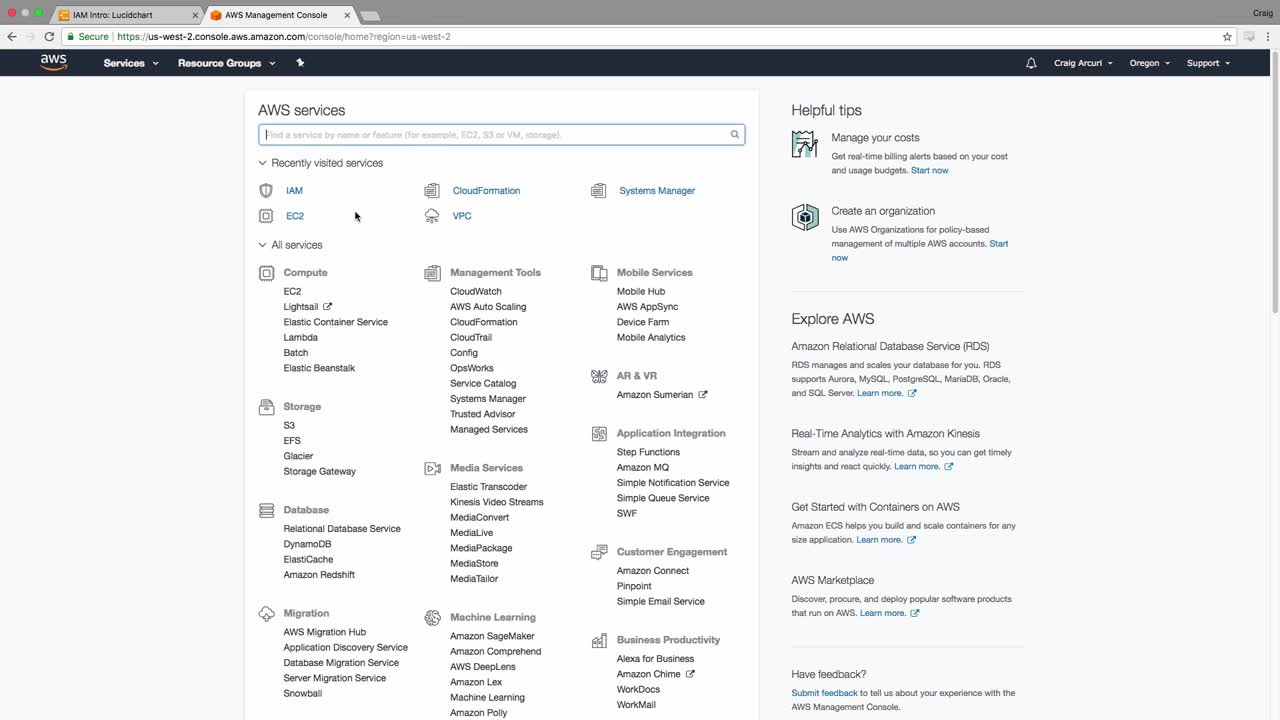 IAM Intro: Lucidchart
AWS Management Console
Craig
Secure
https://us-west-2.console.aws.amazon.com/console/home?region=us-west-2
aws
Services
Resource Groups
Craig Arcuri
Oregon
Support
AWS services
Find a service by name or feature (for example, EC2, S3 or VM, storage).
Recently visited services
IAM
CloudFormation
Systems Manager
EC2
VPC
All services
Compute
EC2
Lightsail
Elastic Container Service
Lambda
Batch
Elastic Beanstalk
Storage
S3
EFS
Glacier
Storage Gateway
Database
Relational Database Service
DynamoDB
ElastiCache
Amazon Redshift
Migration
AWS Migration Hub
Application Discovery Service
Database Migration Service
Server Migration Service
Snowball
Management Tools
CloudWatch
AWS Auto Scaling
CloudFormation
CloudTrail
Config
OpsWorks
Service Catalog
Systems Manager
Trusted Advisor
Managed Services
Media Services
Elastic Transcoder
Kinesis Video Streams
MediaConvert
MediaLive
MediaPackage
MediaStore
MediaTailor
Machine Learning
Amazon SageMaker
Amazon Comprehend
AWS DeepLens
Amazon Lex
Machine Learning
Amazon Polly
Mobile Services
Mobile Hub
AWS AppSync
Device Farm
Mobile Analytics
AR & VR
Amazon Sumerian
Application Integration
Step Functions
Amazon MQ
Simple Notification Service
Simple Queue Service
SWF
Customer Engagement
Amazon Connect
Pinpoint
Simple Email Service
Business Productivity
Alexa for Business
Amazon Chime
WorkDocs
WorkMail
Helpful tips
Manage your costs
Get real-time billing alerts based on your cost
and usage budgets. Start now
Create an organization
Use AWS Organizations for policy-based
management of multiple AWS accounts. Start
now
Explore AWS
Amazon Relational Database Service (RDS)
RDS manages and scales your database for you. RDS
supports Aurora, MySQL, PostgreSQL, MariaDB, Oracle,
and SQL Server. Learn more.
Real-Time Analytics with Amazon Kinesis
Stream and analyze real-time data, so you can get timely
insights and react quickly. Learn more.
Get Started with Containers on AWS
Amazon ECS helps you build and scale containers for any
size application. Learn more.
AWS Marketplace
Discover, procure, and deploy popular software products
that run on AWS. Learn more.
Have feedback?
Submit feedback to tell us about your experience with the
AWS Management Console.